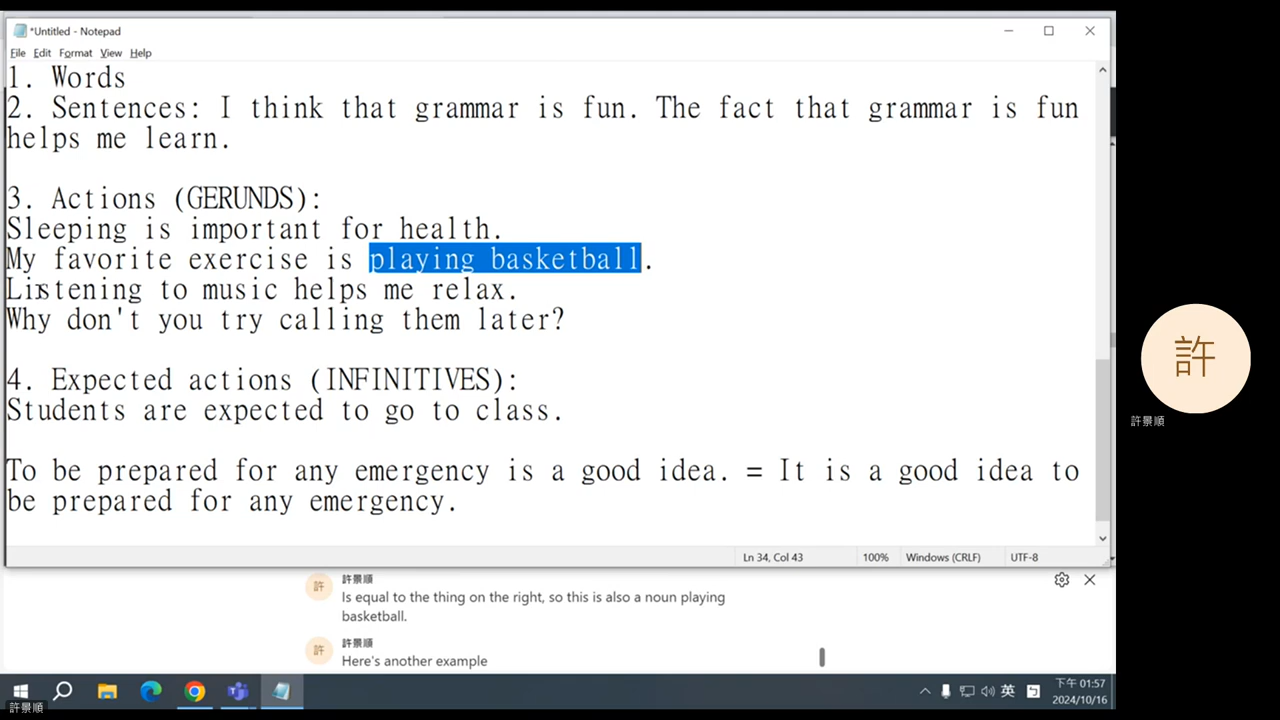 *Untitled - Notepad
File Edit Format View Help
1. Words
2. Sentences: I think that grammar is fun. The fact that grammar is fun
helps me learn.
3. Actions (GERUNDS):
Sleeping is important for health.
My favorite exercise is playing basketball.
Listening to music helps me relax.
Why don't you try calling them later?
4. Expected actions (INFINITIVES):
Students are expected to go to class.
To be prepared for any emergency is a good idea. = It is a good idea to
be prepared for any emergency.
Ln 34, Col 43 100% Windows (CRLF) UTF-8
許
許景順
許 許景順
Is equal to the thing on the right, so this is also a noun playing
basketball.
許 許景順
Here's another example
英 下午 01:57
2024/10/16
許景順